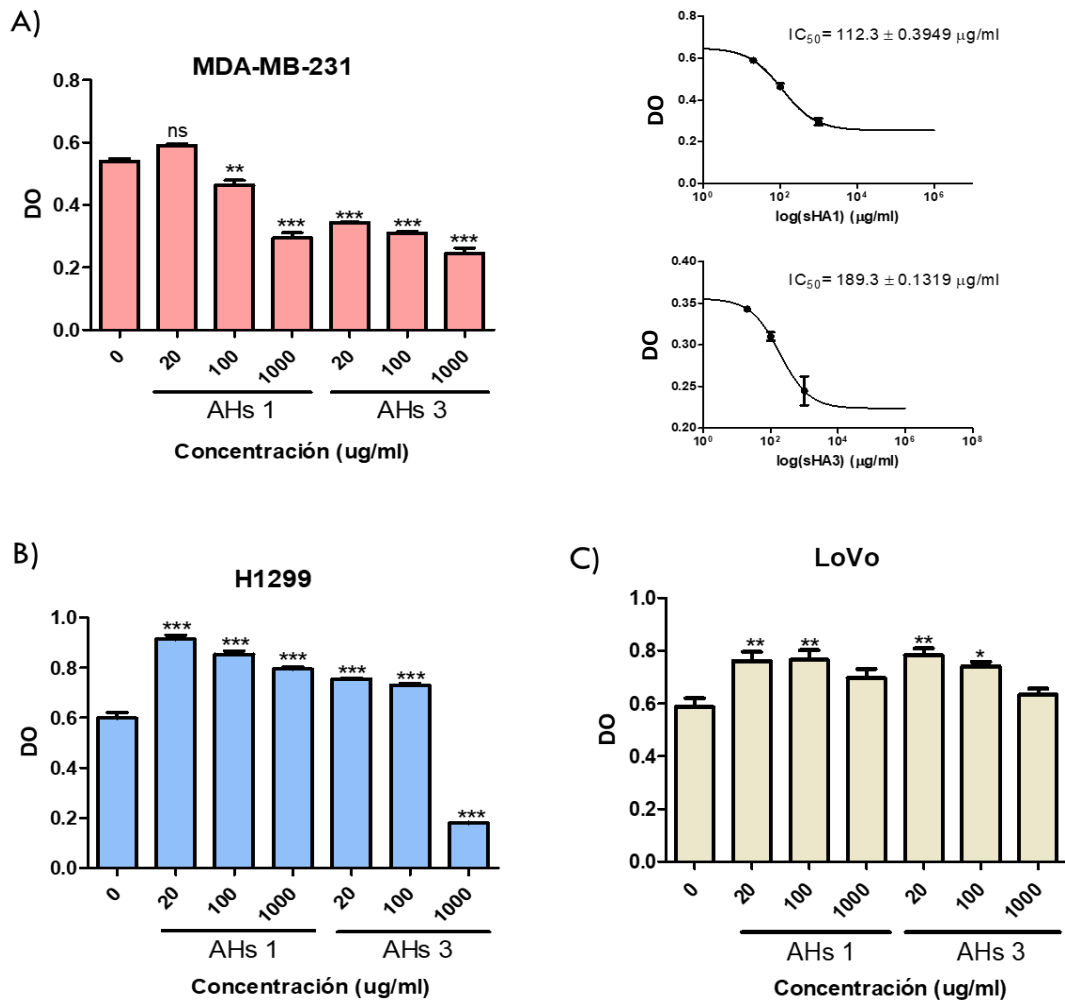 A)
MDA-MB-231
DO
0.8
0.6
0.4
0.2
0.0
ns
**
***
***
***
***
0
20
100
1000
20
100
1000
AHs 1
AHs 3
Concentración (ug/ml)
IC50= 112.3 ± 0.3949 µg/ml
DO
0.8
0.6
0.4
0.2
0.0
10^0
10^2
10^4
10^6
log(sHA1) (µg/ml)
IC50= 189.3 ± 0.1319 µg/ml
DO
0.40
0.35
0.30
0.25
0.20
10^0
10^2
10^4
10^6
10^8
log(sHA3) (µg/ml)
B)
H1299
DO
1.0
0.8
0.6
0.4
0.2
0.0
***
***
***
***
***
***
0
20
100
1000
20
100
1000
AHs 1
AHs 3
Concentración (ug/ml)
C)
LoVo
DO
1.0
0.8
0.6
0.4
0.2
0.0
**
**
**
*
0
20
100
1000
20
100
1000
AHs 1
AHs 3
Concentración (ug/ml)